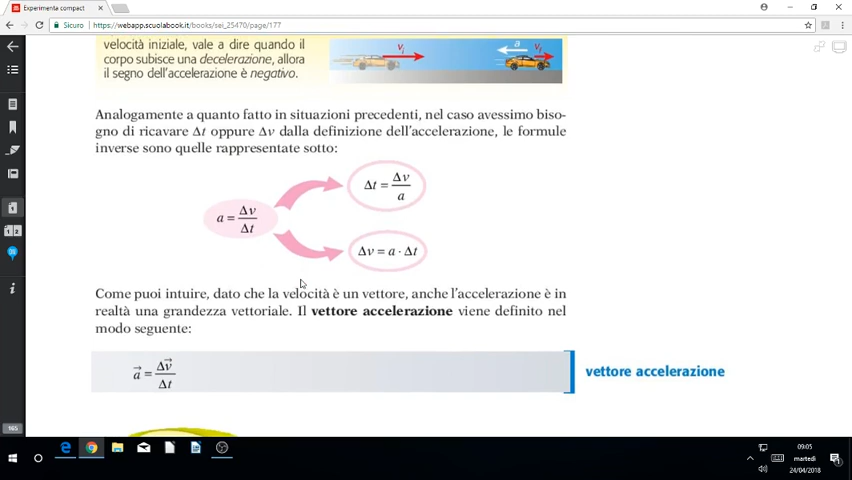 Experimenta compact
Sicuro | https://webapp.scuolabook.it/books/sei_25470/page/177
velocità iniziale, vale a dire quando il
corpo subisce una decelerazione, allora
il segno dell'accelerazione è negativo.
vi
a
vf
Analogamente a quanto fatto in situazioni precedenti, nel caso avessimo biso-
gno di ricavare Δt oppure Δv dalla definizione dell'accelerazione, le formule
inverse sono quelle rappresentate sotto:
Δt = Δv/a
a = Δv/Δt
Δv = a · Δt
Come puoi intuire, dato che la velocità è un vettore, anche l'accelerazione è in
realtà una grandezza vettoriale. Il vettore accelerazione viene definito nel
modo seguente:
a⃗ = Δv⃗/Δt
vettore accelerazione
165
09:05
martedì
24/04/2018